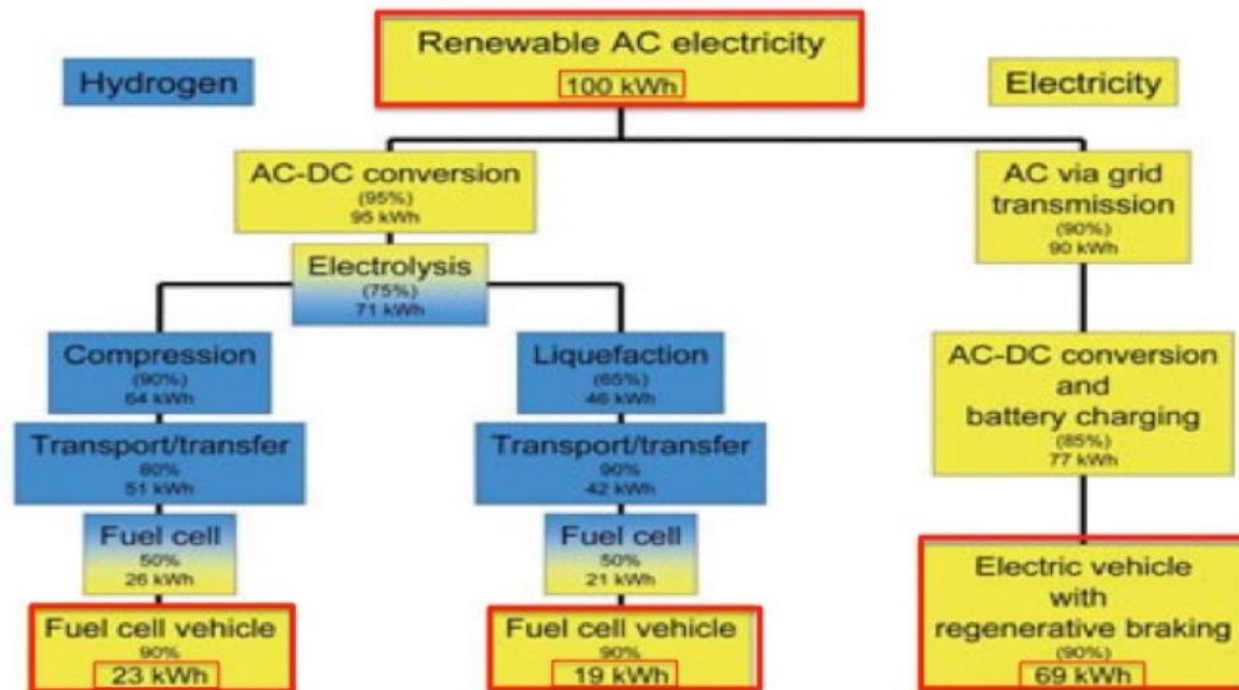 Renewable AC electricity
100 kWh
Hydrogen
Electricity
AC-DC conversion
(95%)
95 kWh
AC via grid
transmission
(90%)
90 kWh
Electrolysis
(75%)
71 kWh
Compression
(90%)
64 kWh
Liquefaction
(65%)
46 kWh
AC-DC conversion
and
battery charging
(85%)
77 kWh
Transport/transfer
80%
51 kWh
Transport/transfer
90%
42 kWh
Fuel cell
50%
26 kWh
Fuel cell
50%
21 kWh
Electric vehicle
with
regenerative braking
(90%)
69 kWh
Fuel cell vehicle
90%
23 kWh
Fuel cell vehicle
90%
19 kWh